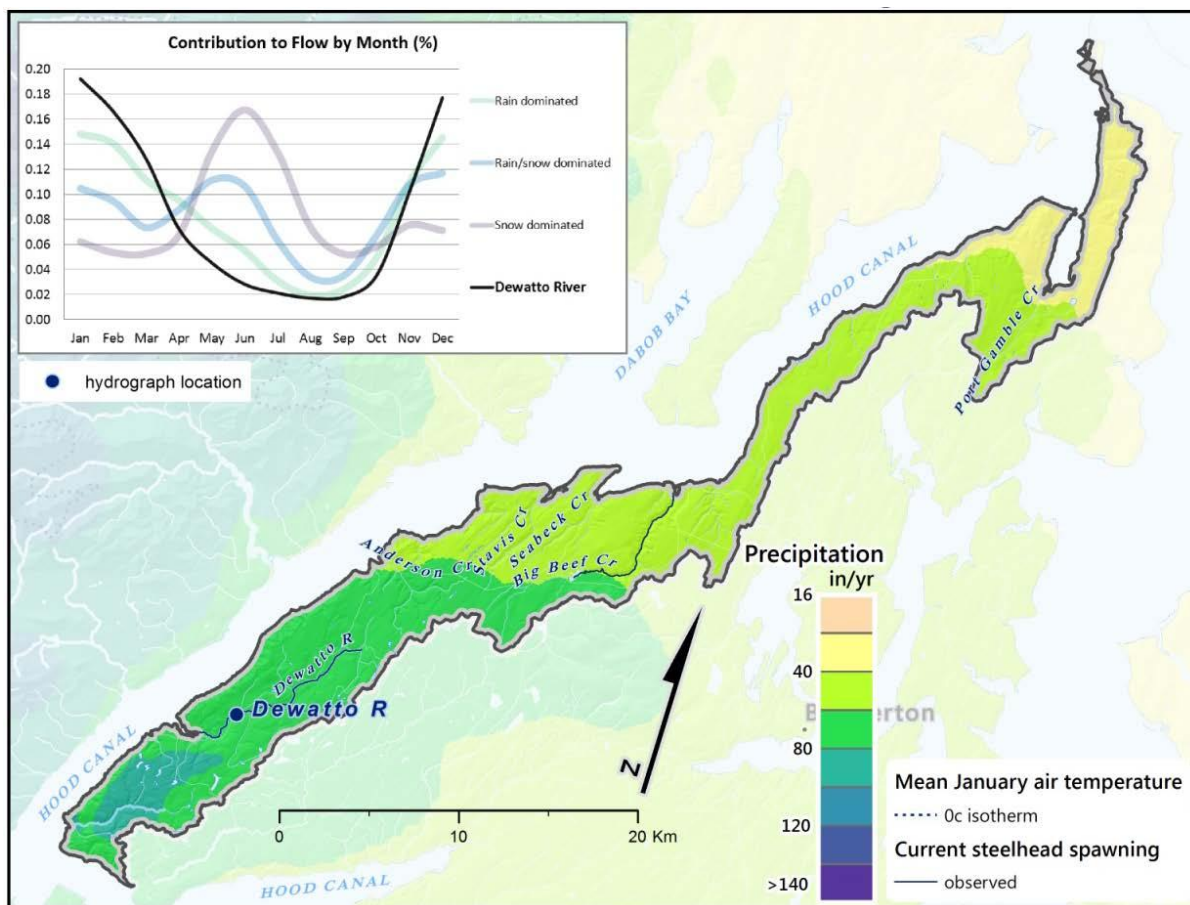 Contribution to Flow by Month (%)
0.20
0.18
0.16
0.14
0.12
0.10
0.08
0.06
0.04
0.02
0.00
Jan Feb Mar Apr May Jun Jul Aug Sep Oct Nov Dec
Rain dominated
Rain/snow dominated
Snow dominated
Dewatto River
hydrograph location
HOOD CANAL
DABOB BAY
Port Gamble Cr
Anderson Cr
Stavis Cr
Seabeck Cr
Big Beef Cr
Dewatto R
Dewatto R
HOOD CANAL
HOOD CANAL
N
0 10 20 Km
Precipitation
in/yr
16
40
80
120
>140
Mean January air temperature
0c isotherm
Current steelhead spawning
observed